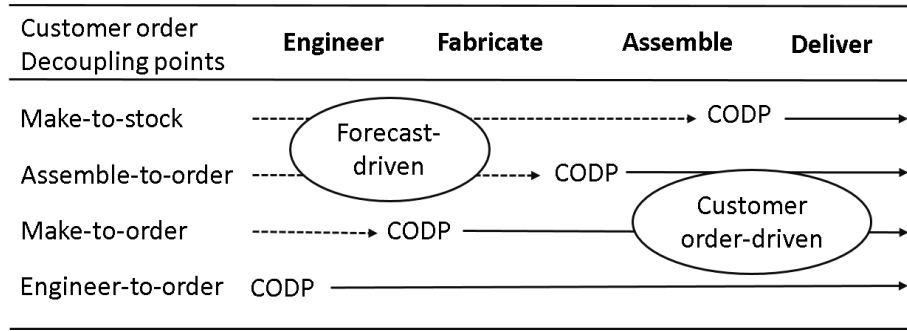 Customer order
Decoupling points
Engineer Fabricate Assemble Deliver
Make-to-stock CODP
Forecast-
driven
Assemble-to-order CODP
Customer
order-driven
Make-to-order CODP
Engineer-to-order CODP